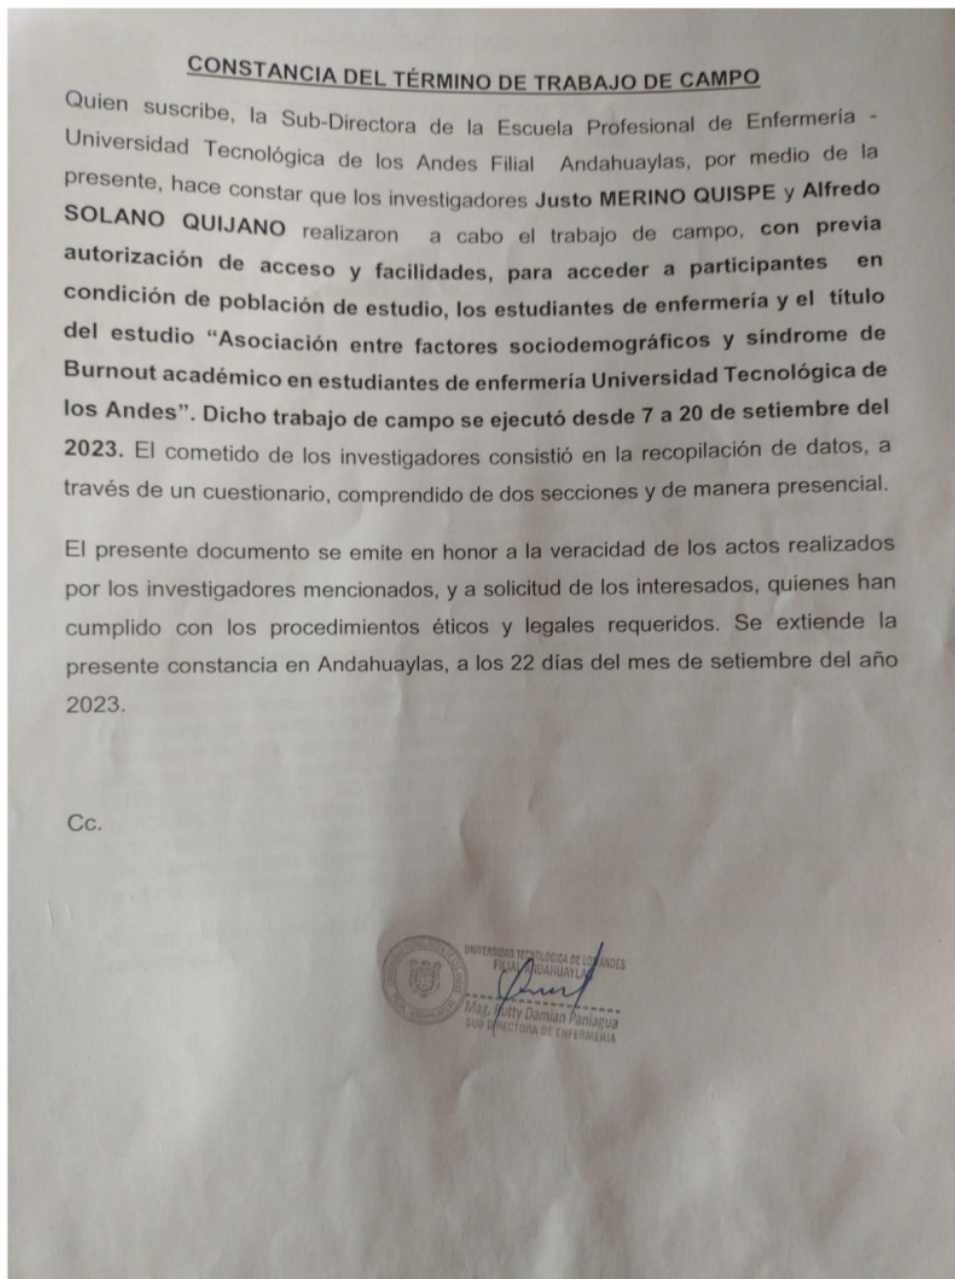 CONSTANCIA DEL TÉRMINO DE TRABAJO DE CAMPO
Quien suscribe, la Sub-Directora de la Escuela Profesional de Enfermería -
Universidad Tecnológica de los Andes Filial Andahuaylas, por medio de la
presente, hace constar que los investigadores Justo MERINO QUISPE y Alfredo
SOLANO QUIJANO realizaron a cabo el trabajo de campo, con previa
autorización de acceso y facilidades, para acceder a participantes en
condición de población de estudio, los estudiantes de enfermería y el título
del estudio “Asociación entre factores sociodemográficos y síndrome de
Burnout académico en estudiantes de enfermería Universidad Tecnológica de
los Andes”. Dicho trabajo de campo se ejecutó desde 7 a 20 de setiembre del
2023. El cometido de los investigadores consistió en la recopilación de datos, a
través de un cuestionario, comprendido de dos secciones y de manera presencial.
El presente documento se emite en honor a la veracidad de los actos realizados
por los investigadores mencionados, y a solicitud de los interesados, quienes han
cumplido con los procedimientos éticos y legales requeridos. Se extiende la
presente constancia en Andahuaylas, a los 22 días del mes de setiembre del año
2023.
Cc.
UNIVERSIDAD TECNOLÓGICA DE LOS ANDES
FILIAL ANDAHUAYLAS
Mag. Damian Paniagua
SUB DIRECTORA DE ENFERMERIA